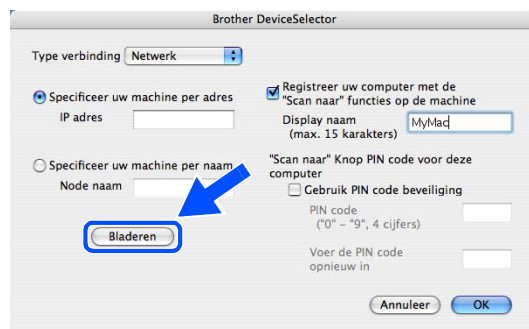 Brother DeviceSelector
Type verbinding Netwerk
Specificeer uw machine per adres
IP adres
Specificeer uw machine per naam
Node naam
Bladeren
Registreer uw computer met de
"Scan naar" functies op de machine
Display naam MyMac
(max. 15 karakters)
"Scan naar" Knop PIN code voor deze
computer
Gebruik PIN code beveiliging
PIN code
("0" – "9", 4 cijfers)
Voer de PIN code
opnieuw in
Annuleer OK